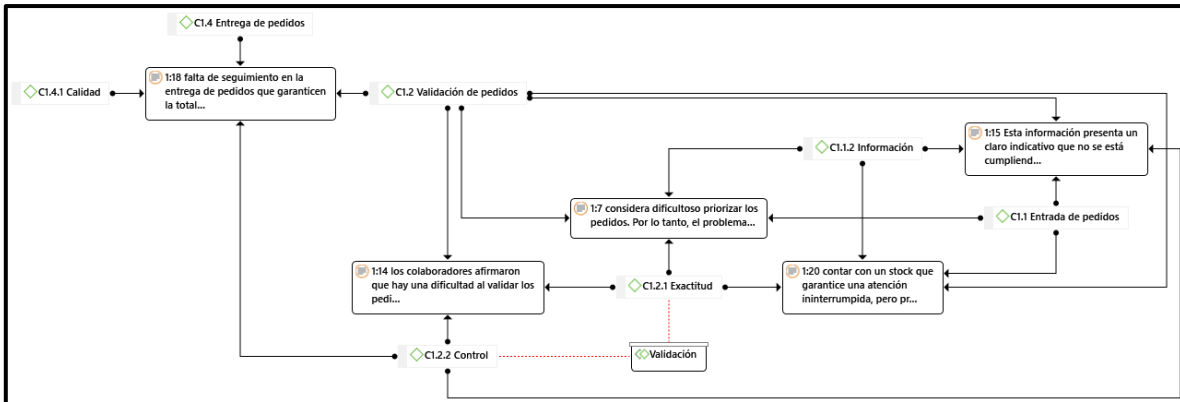 C1.4 Entrega de pedidos
C1.4.1 Calidad
1:18 falta de seguimiento en la
entrega de pedidos que garanticen
la total...
C1.2 Validación de pedidos
C1.1.2 Información
1:15 Esta información presenta un
claro indicativo que no se está
cumpliend...
1:7 considera dificultoso priorizar los
pedidos. Por lo tanto, el problema...
C1.1 Entrada de pedidos
1:14 los colaboradores afirmaron
que hay una dificultad al validar los
pedi...
C1.2.1 Exactitud
1:20 contar con un stock que
garantice una atención
ininterrumpida, pero pr...
C1.2.2 Control
Validación